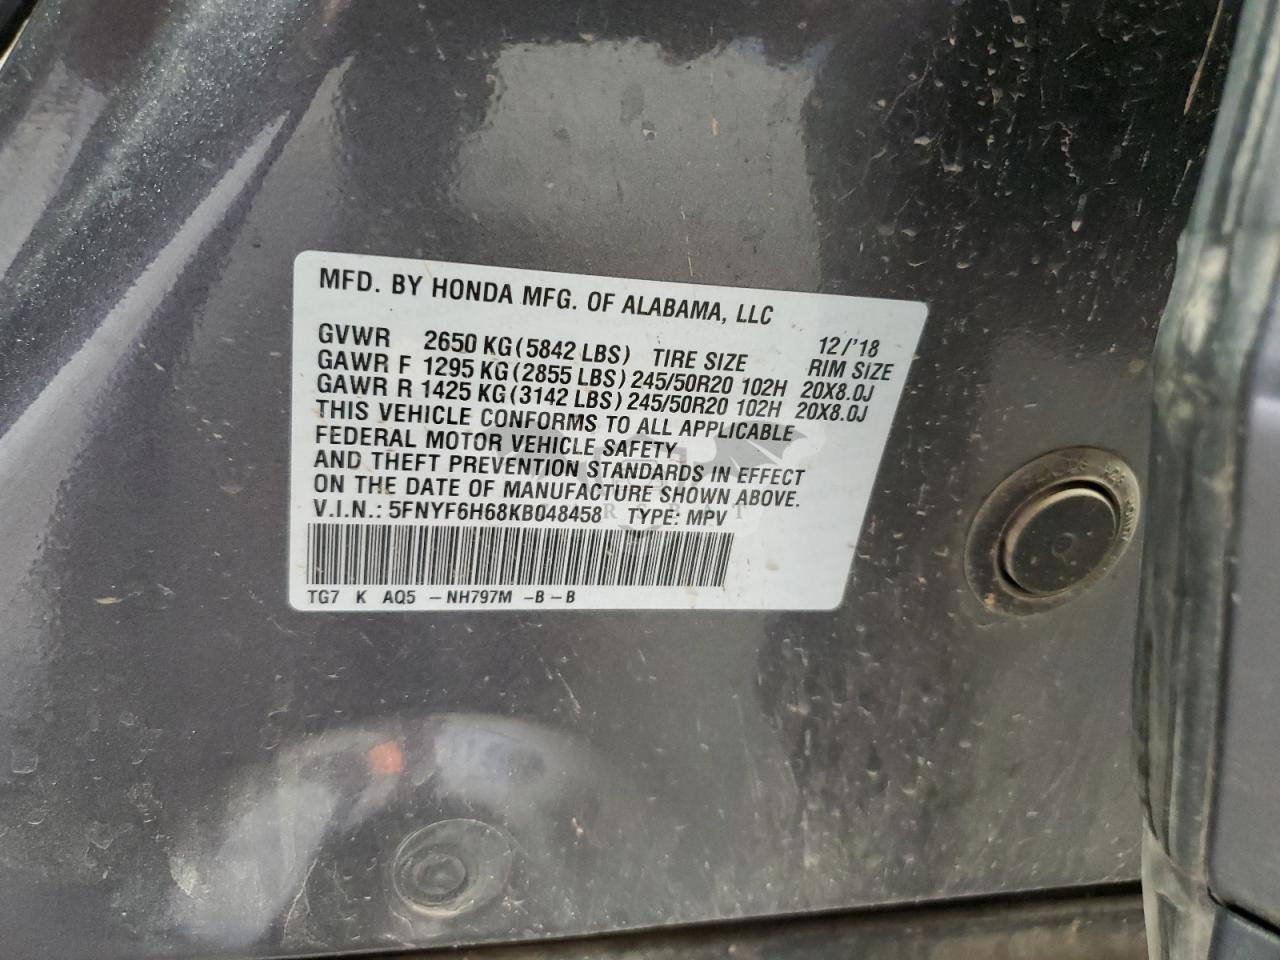 MFD. BY HONDA MFG. OF ALABAMA, LLC
12/'18
GVWR 2650 KG (5842 LBS) TIRE SIZE RIM SIZE
GAWR F 1295 KG (2855 LBS) 245/50R20 102H 20X8.0J
GAWR R 1425 KG (3142 LBS) 245/50R20 102H 20X8.0J
THIS VEHICLE CONFORMS TO ALL APPLICABLE
FEDERAL MOTOR VEHICLE SAFETY
AND THEFT PREVENTION STANDARDS IN EFFECT
ON THE DATE OF MANUFACTURE SHOWN ABOVE.
V.I.N.: 5FNYF6H68KB048458 TYPE: MPV
TG7 K AQ5 -NH797M -B-B